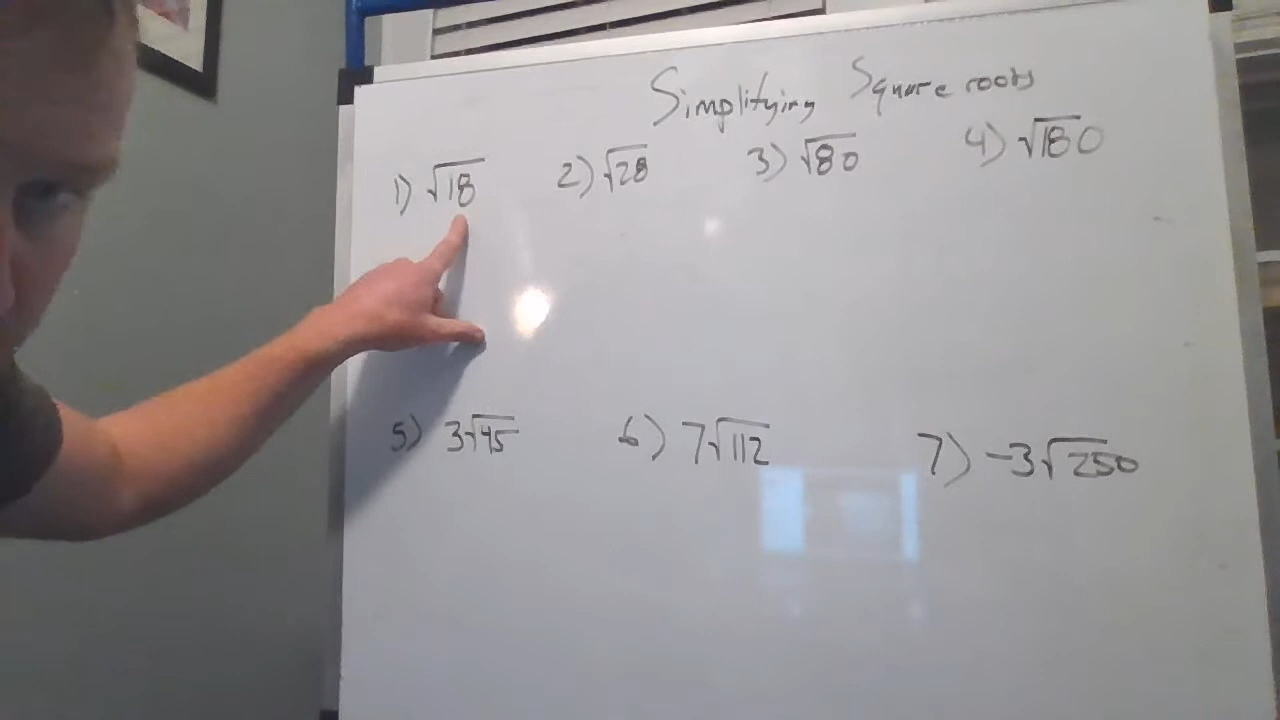 Simplifying Square roots
1) √18 2) √28 3) √80 4) √180
5) 3√45 6) 7√112 7) -3√250